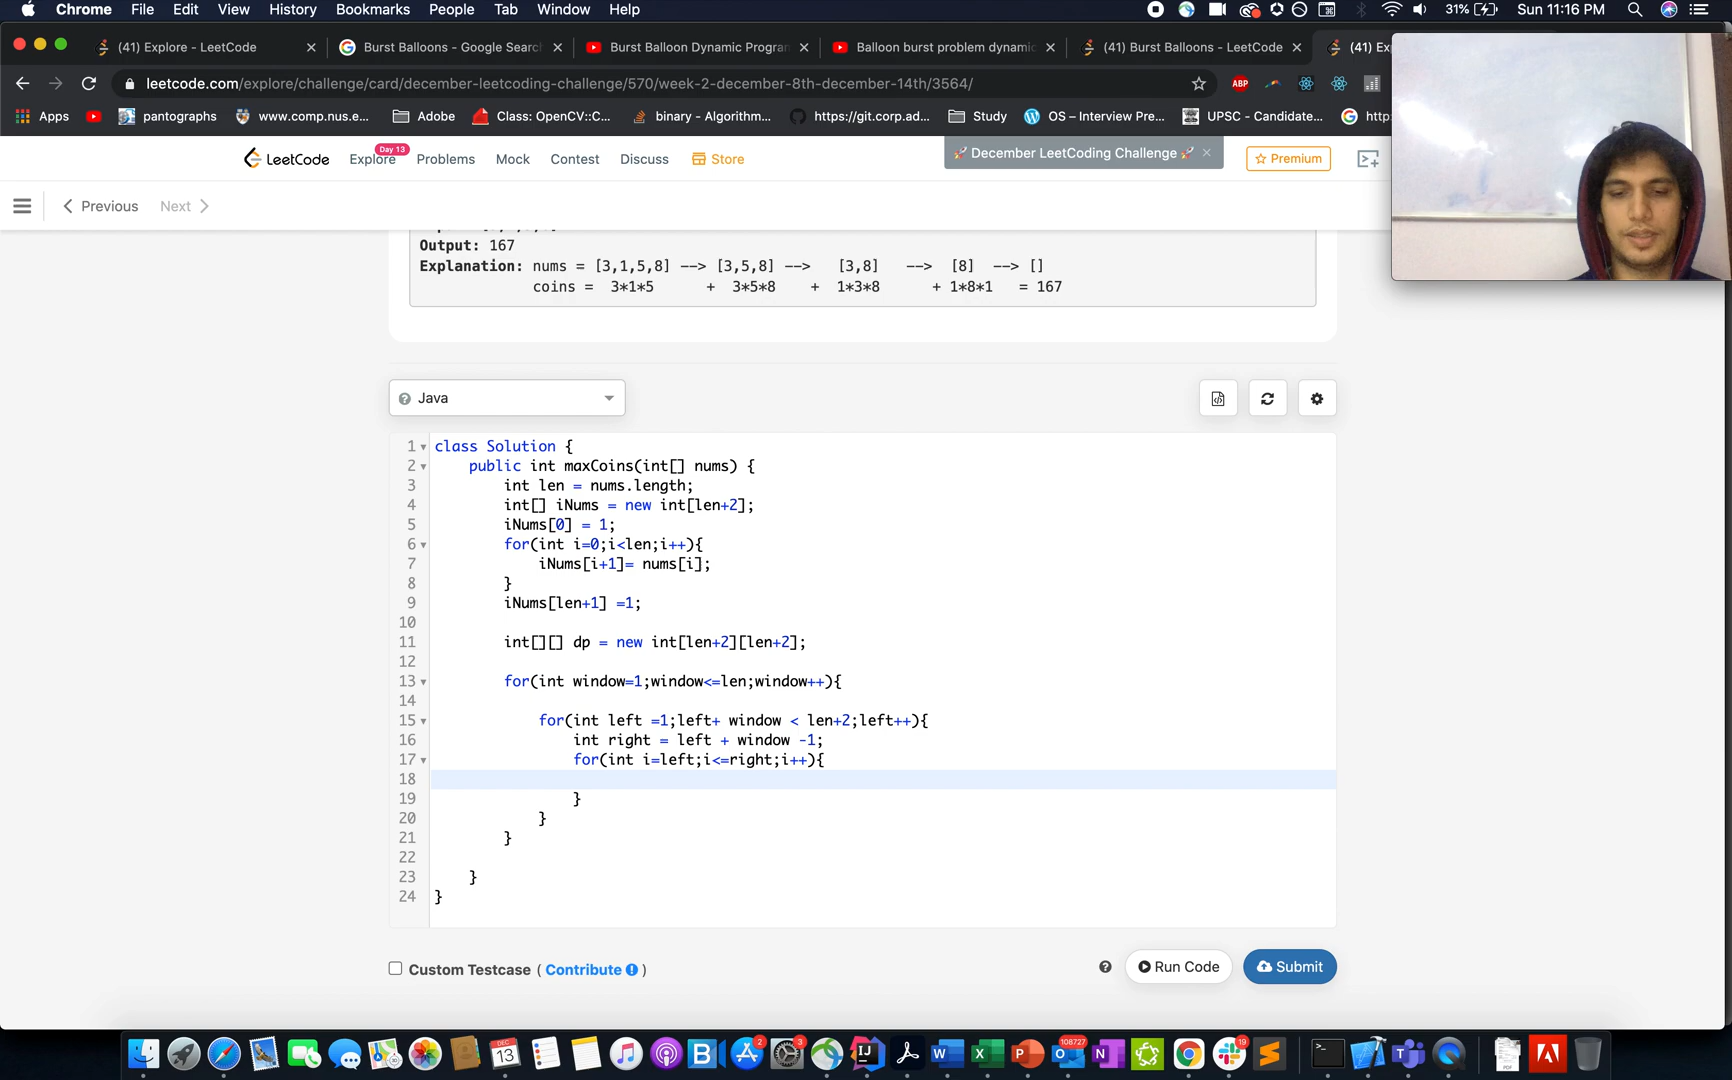 Chrome File Edit View History Bookmarks People Tab Window Help 31% Sun 11:16 PM
(41) Explore - LeetCode Burst Balloons - Google Searc Burst Balloon Dynamic Progran Balloon burst problem dynamic (41) Burst Balloons - LeetCode (41) Ex
leetcode.com/explore/challenge/card/december-leetcoding-challenge/570/week-2-december-8th-december-14th/3564/ ABP
Apps pantographs www.comp.nus.e... Adobe Class: OpenCV::C... binary - Algorithm... https://git.corp.ad... Study OS – Interview Pre... UPSC - Candidate... http:
LeetCode Explore Day 13 Problems Mock Contest Discuss Store December LeetCoding Challenge Premium
Previous Next
Output: 167
Explanation: nums = [3,1,5,8] --> [3,5,8] --> [3,8] --> [8] --> []
coins = 3*1*5 + 3*5*8 + 1*3*8 + 1*8*1 = 167
Java
1 class Solution {
2 public int maxCoins(int[] nums) {
3 int len = nums.length;
4 int[] iNums = new int[len+2];
5 iNums[0] = 1;
6 for(int i=0;i<len;i++){
7 iNums[i+1]= nums[i];
8 }
9 iNums[len+1] =1;
10
11 int[][] dp = new int[len+2][len+2];
12
13 for(int window=1;window<=len;window++){
14
15 for(int left =1;left+ window < len+2;left++){
16 int right = left + window -1;
17 for(int i=left;i<=right;i++){
18
19 }
20 }
21 }
22
23 }
24 }
Custom Testcase ( Contribute ) Run Code Submit